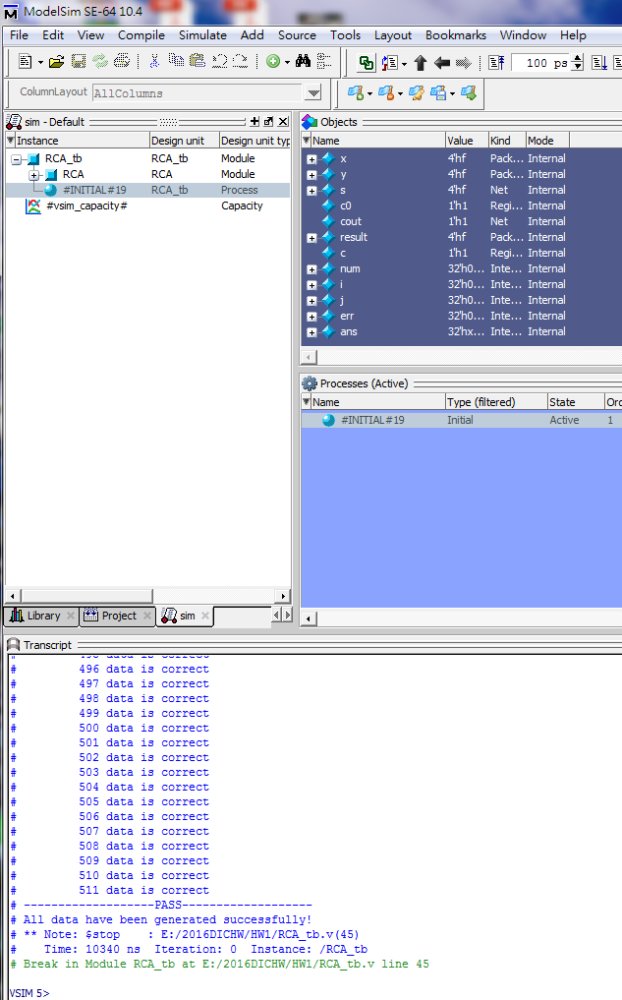 ModelSim SE-64 10.4
File Edit View Compile Simulate Add Source Tools Layout Bookmarks Window Help
100 ps
ColumnLayout AllColumns
sim - Default
Instance Design unit Design unit typ
RCA_tb RCA_tb Module
RCA RCA Module
#INITIAL#19 RCA_tb Process
#vsim_capacity# Capacity
Library Project sim
Objects
Name Value Kind Mode
x 4'hf Pack... Internal
y 4'hf Pack... Internal
s 4'hf Net Internal
c0 1'h1 Regi... Internal
cout 1'h1 Net Internal
result 4'hf Pack... Internal
c 1'h1 Regi... Internal
num 32'h0... Inte... Internal
i 32'h0... Inte... Internal
j 32'h0... Inte... Internal
err 32'h0... Inte... Internal
ans 32'hx... Inte... Internal
Processes (Active)
Name Type (filtered) State Orc
#INITIAL#19 Initial Active 1
Transcript
# data is correct
# 496 data is correct
# 497 data is correct
# 498 data is correct
# 499 data is correct
# 500 data is correct
# 501 data is correct
# 502 data is correct
# 503 data is correct
# 504 data is correct
# 505 data is correct
# 506 data is correct
# 507 data is correct
# 508 data is correct
# 509 data is correct
# 510 data is correct
# 511 data is correct
# -------------------PASS-------------------
# All data have been generated successfully!
# ** Note: $stop : E:/2016DICHW/HW1/RCA_tb.v(45)
# Time: 10340 ns Iteration: 0 Instance: /RCA_tb
# Break in Module RCA_tb at E:/2016DICHW/HW1/RCA_tb.v line 45
VSIM 5>